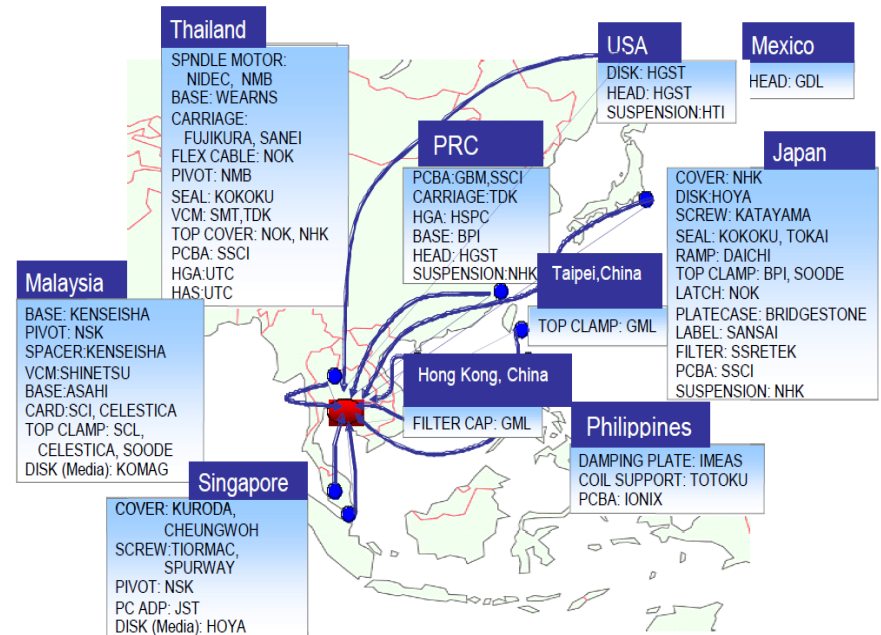 Thailand
SPNDLE MOTOR:
NIDEC, NMB
BASE: WEARNS
CARRIAGE:
FUJIKURA, SANEI
FLEX CABLE: NOK
PIVOT: NMB
SEAL: KOKOKU
VCM: SMT,TDK
TOP COVER: NOK, NHK
PCBA: SSCI
HGA:UTC
HAS:UTC
USA
DISK: HGST
HEAD: HGST
SUSPENSION:HTI
Mexico
HEAD: GDL
PRC
PCBA:GBM,SSCI
CARRIAGE:TDK
HGA: HSPC
BASE: BPI
HEAD: HGST
SUSPENSION:NHK
Japan
COVER: NHK
DISK:HOYA
SCREW: KATAYAMA
SEAL: KOKOKU, TOKAI
RAMP: DAICHI
TOP CLAMP: BPI, SOODE
LATCH: NOK
PLATECASE: BRIDGESTONE
LABEL: SANSAI
FILTER: SSRETEK
PCBA: SSCI
SUSPENSION: NHK
Taipei,China
TOP CLAMP: GML
Malaysia
BASE: KENSEISHA
PIVOT: NSK
SPACER:KENSEISHA
VCM:SHINETSU
BASE:ASAHI
CARD:SCI, CELESTICA
TOP CLAMP: SCL,
CELESTICA, SOODE
DISK (Media): KOMAG
Hong Kong, China
FILTER CAP: GML
Philippines
DAMPING PLATE: IMEAS
COIL SUPPORT: TOTOKU
PCBA: IONIX
Singapore
COVER: KURODA,
CHEUNGWOH
SCREW:TIORMAC,
SPURWAY
PIVOT: NSK
PC ADP: JST
DISK (Media): HOYA